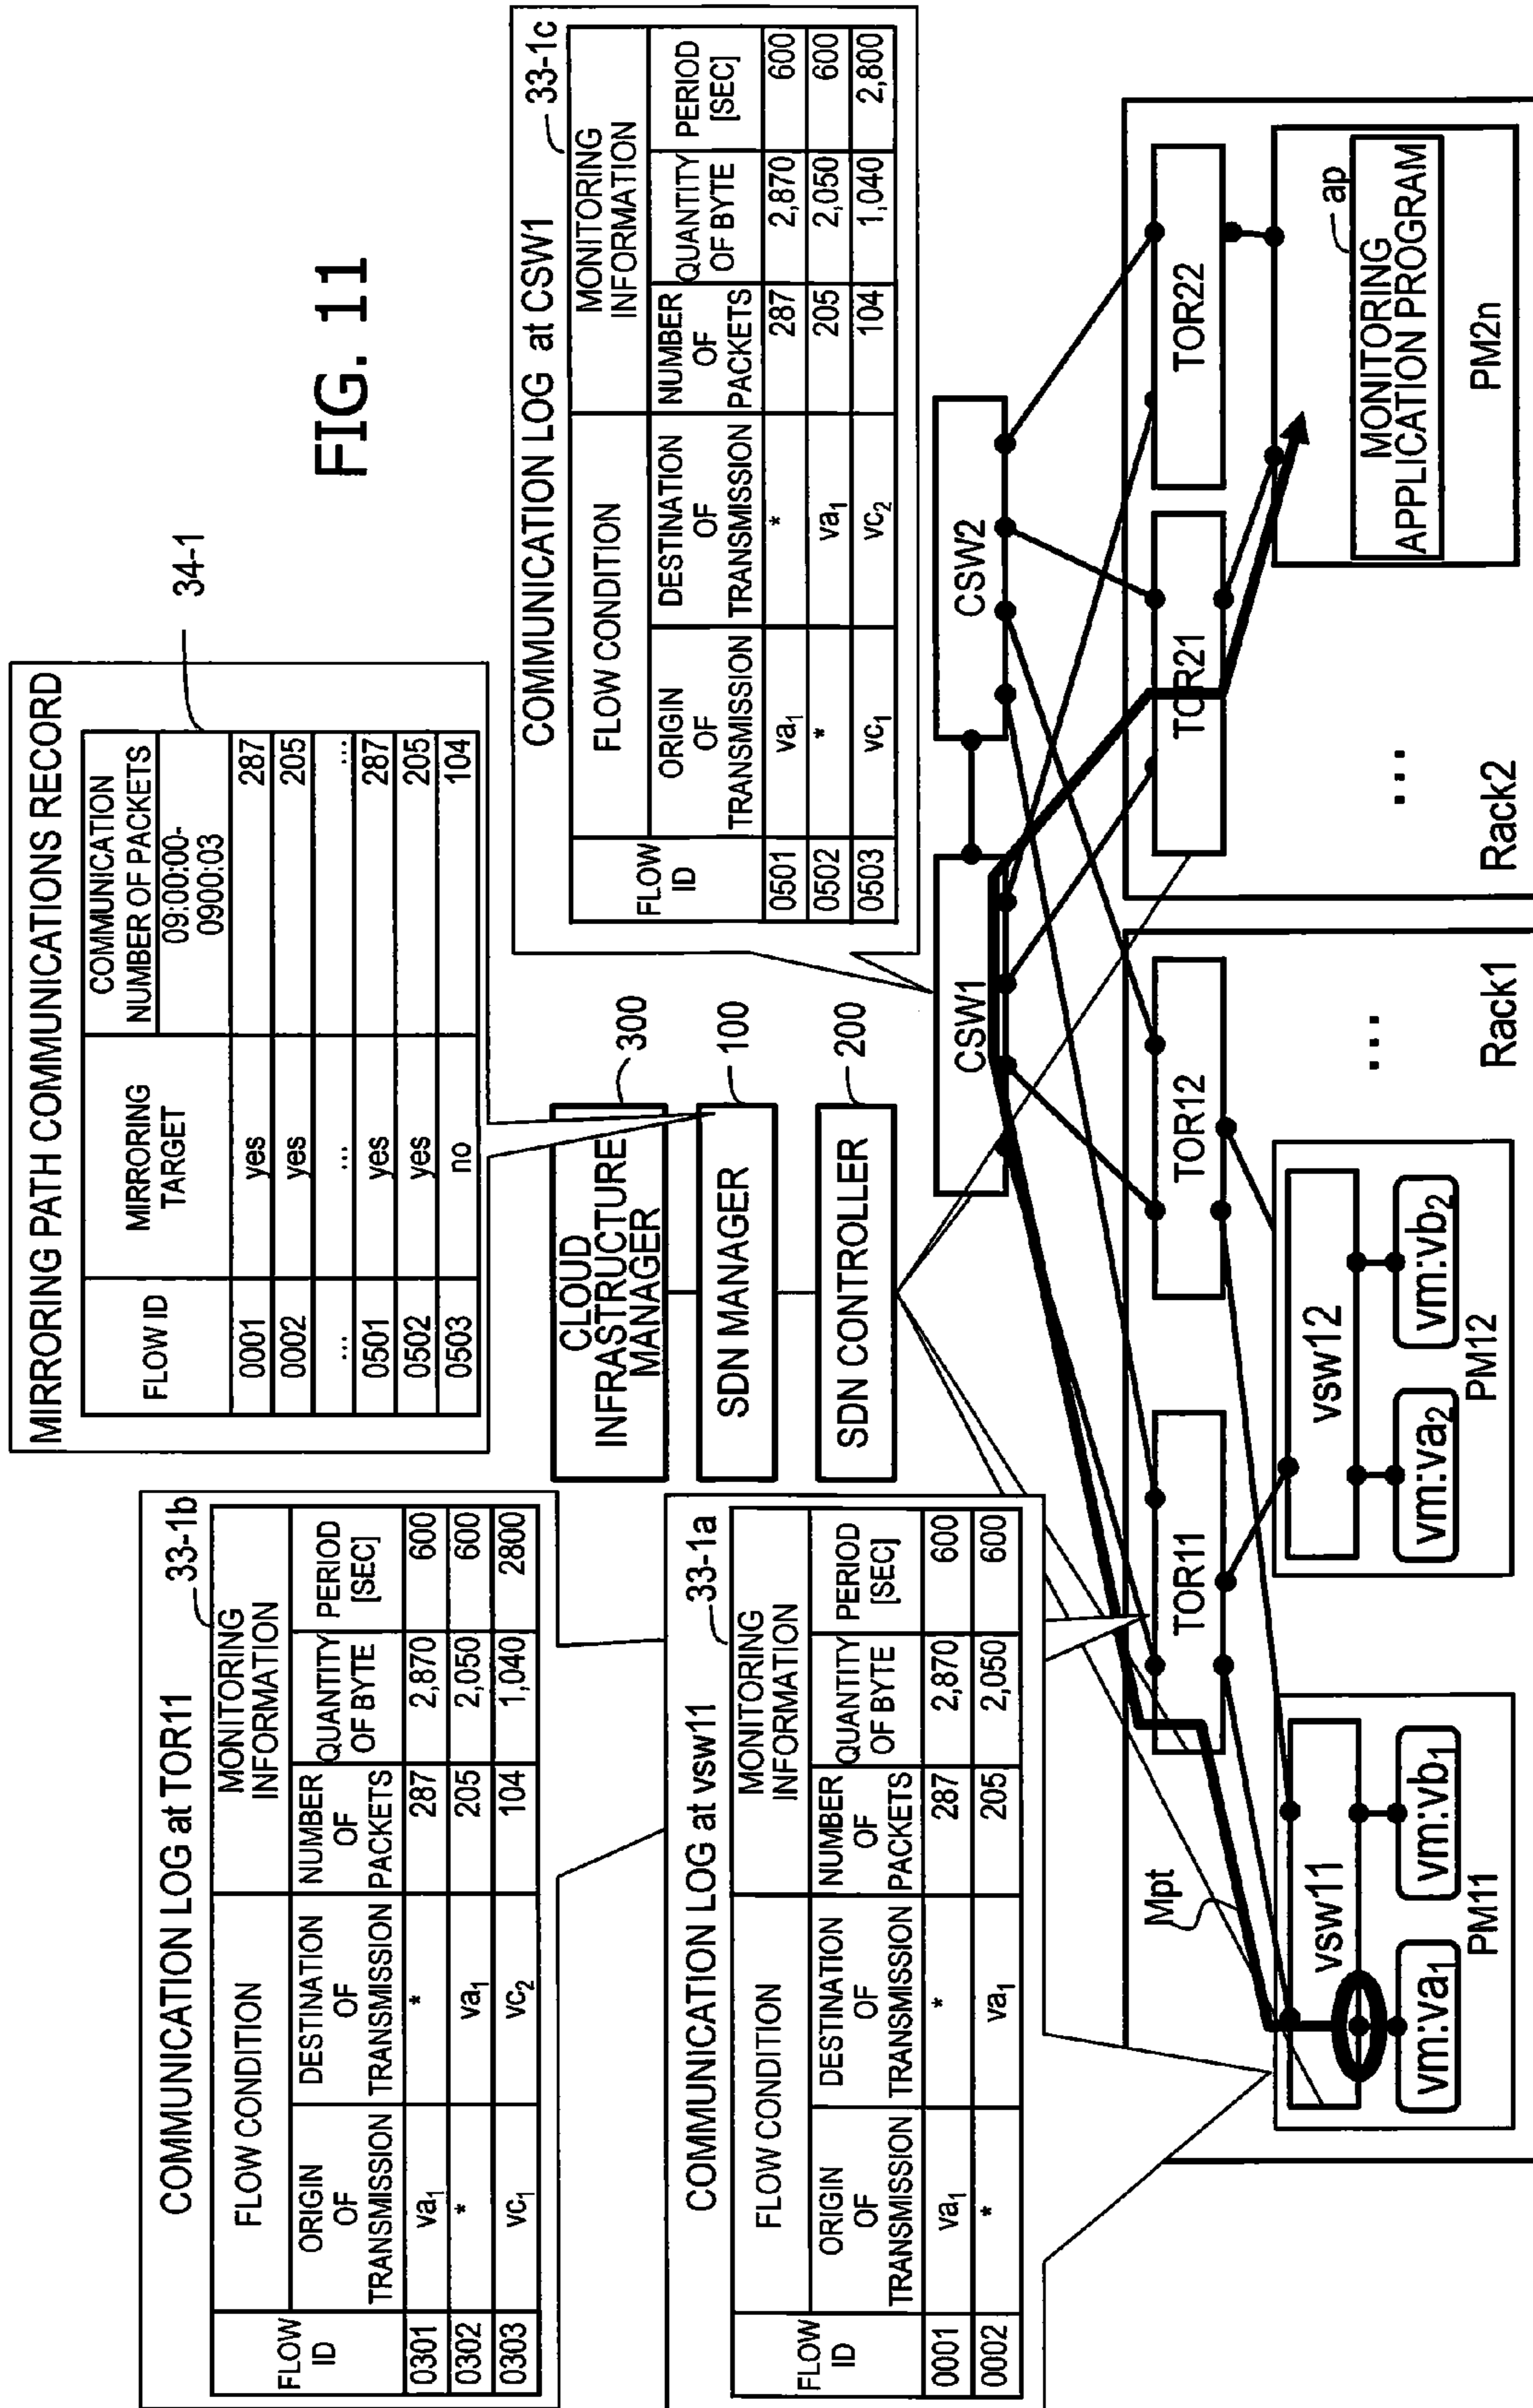 FIG. 11
MIRRORING PATH COMMUNICATIONS RECORD
34-1
FLOW ID
MIRRORING
TARGET
COMMUNICATION
NUMBER OF PACKETS
09:00:00-
0900:03
0001 yes 287
0002 yes 205
... ... ...
0501 yes 287
0502 yes 205
0503 no 104
COMMUNICATION LOG at TOR11
33-1b
FLOW
ID
FLOW CONDITION
MONITORING
INFORMATION
ORIGIN
OF
TRANSMISSION
DESTINATION
OF
TRANSMISSION
NUMBER
OF
PACKETS
QUANTITY
OF BYTE
PERIOD
[SEC]
0301 va1 * 287 2,870 600
0302 * va1 205 2,050 600
0303 vc1 vc2 104 1,040 2800
COMMUNICATION LOG at vsw11
33-1a
FLOW
ID
FLOW CONDITION
MONITORING
INFORMATION
ORIGIN
OF
TRANSMISSION
DESTINATION
OF
TRANSMISSION
NUMBER
OF
PACKETS
QUANTITY
OF BYTE
PERIOD
[SEC]
0001 va1 * 287 2,870 600
0002 * va1 205 2,050 600
COMMUNICATION LOG at CSW1
33-1c
FLOW
ID
FLOW CONDITION
MONITORING
INFORMATION
ORIGIN
OF
TRANSMISSION
DESTINATION
OF
TRANSMISSION
NUMBER
OF
PACKETS
QUANTITY
OF BYTE
PERIOD
[SEC]
0501 va1 * 287 2,870 600
0502 * va1 205 2,050 600
0503 vc1 vc2 104 1,040 2,800
CLOUD
INFRASTRUCTURE
MANAGER
300
SDN MANAGER
100
SDN CONTROLLER
200
CSW1
CSW2
Mpt
TOR11
TOR12
TOR21
TOR22
vsw11
vm:va1
vm:vb1
PM11
vsw12
vm:va2
vm:vb2
PM12
...
Rack1
...
Rack2
ap
MONITORING
APPLICATION PROGRAM
PM2n